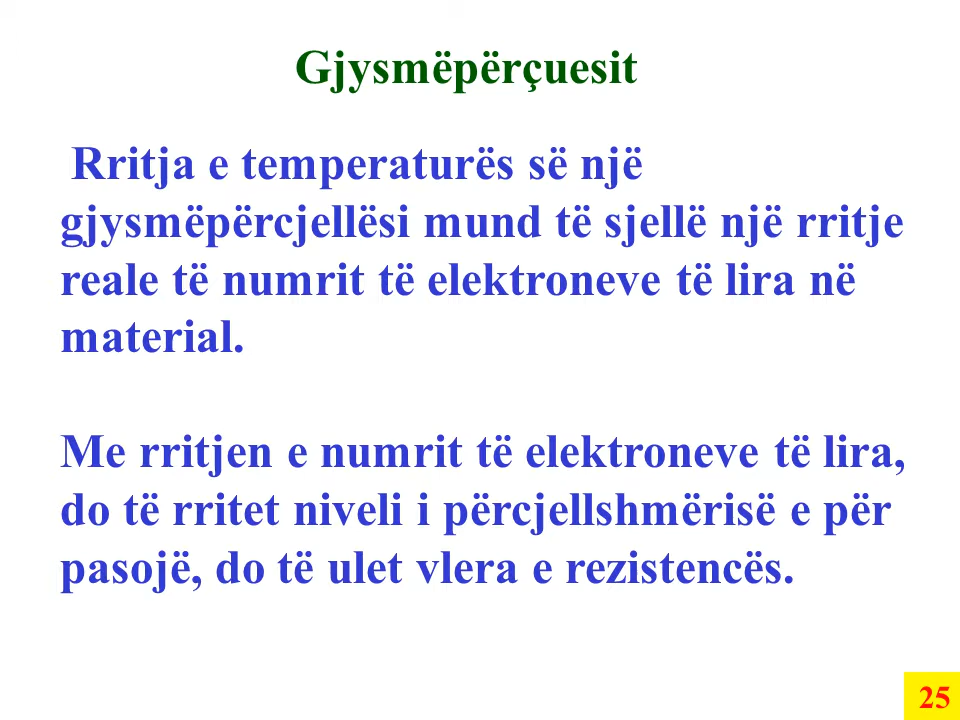 Gjysmëpërçuesit
Rritja e temperaturës së një
gjysmëpërcjellësi mund të sjellë një rritje
reale të numrit të elektroneve të lira në
material.
Me rritjen e numrit të elektroneve të lira,
do të rritet niveli i përcjellshmërisë e për
pasojë, do të ulet vlera e rezistencës.
25